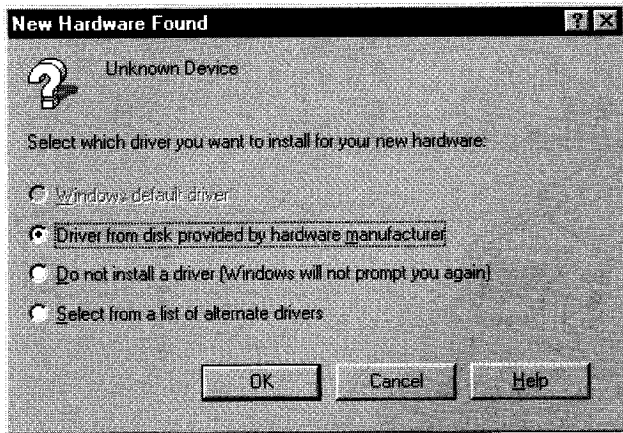 New Hardware Found
Unknown Device
Select which driver you want to install for your new hardware:
Windows default driver
Driver from disk provided by hardware manufacturer
Do not install a driver (Windows will not prompt you again)
Select from a list of alternate drivers
OK Cancel Help